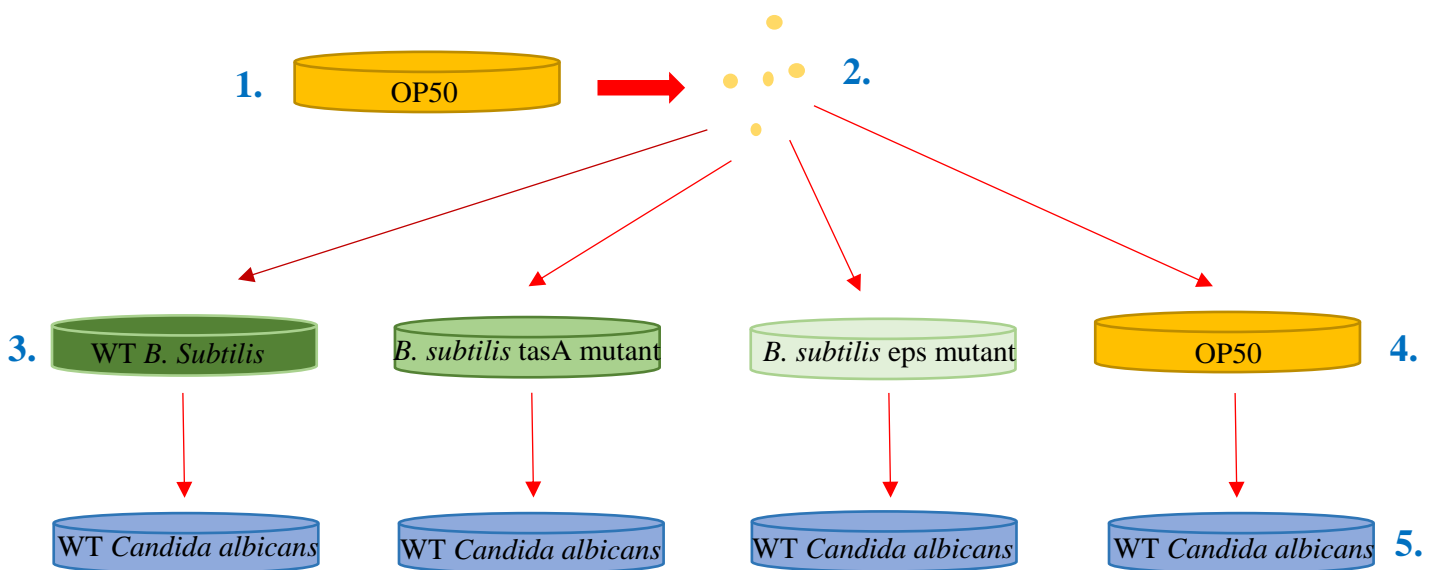 1.
OP50
2.
3.
WT B. Subtilis
B. subtilis tasA mutant
B. subtilis eps mutant
OP50
4.
WT Candida albicans
WT Candida albicans
WT Candida albicans
WT Candida albicans
5.